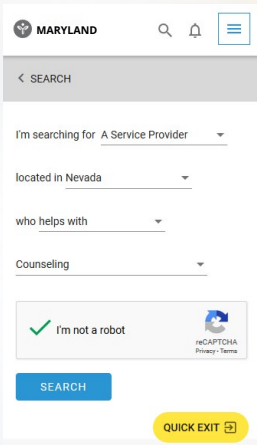 MARYLAND
SEARCH
I'm searching for A Service Provider
located in Nevada
who helps with
Counseling
I'm not a robot
reCAPTCHA
Privacy - Terms
SEARCH
QUICK EXIT